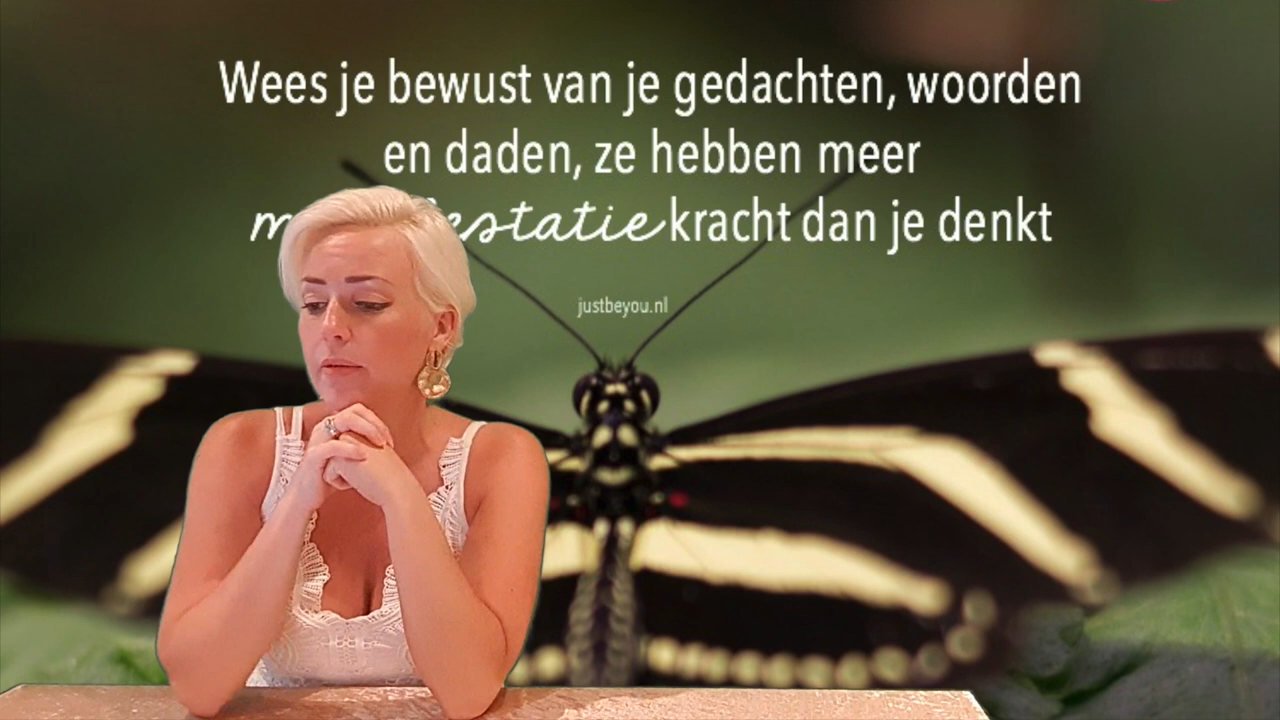 Wees je bewust van je gedachten, woorden
en daden, ze hebben meer
kracht dan je denkt
justbeyou.nl